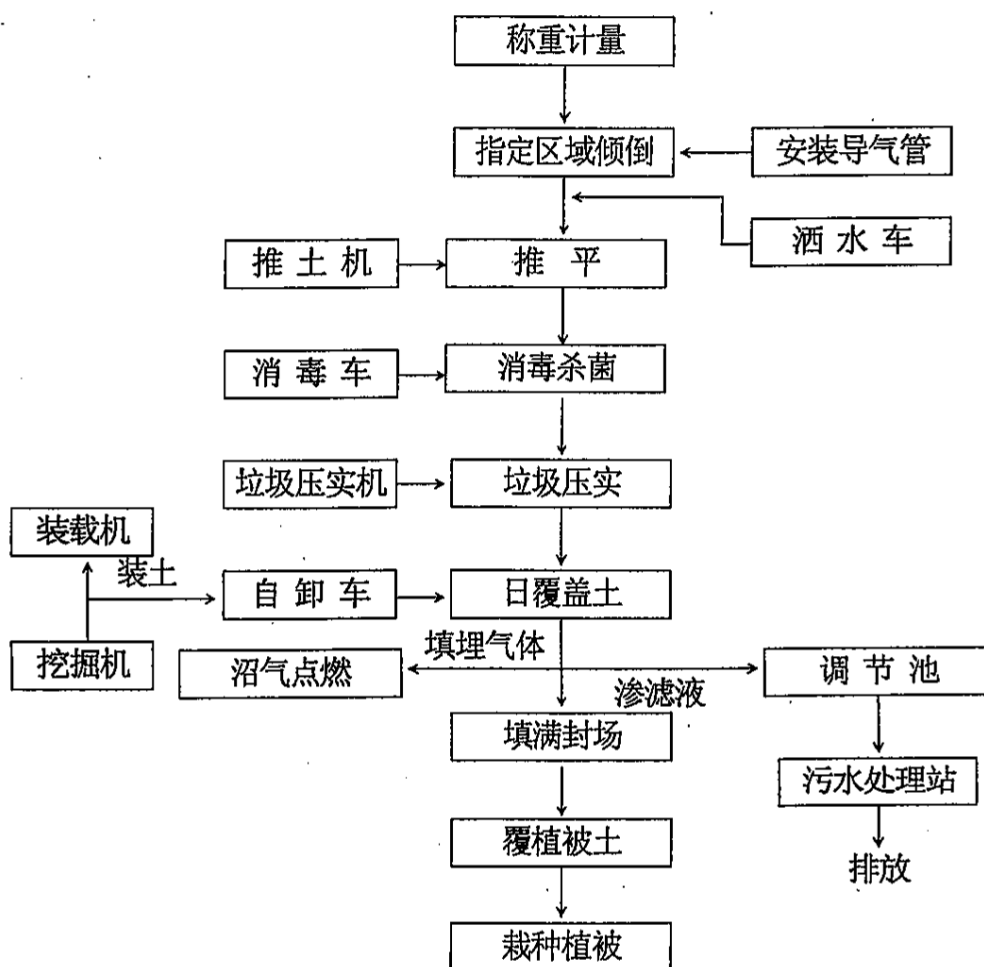 称重计量
指定区域倾倒
安装导气管
洒水车
推土机
推平
消毒车
消毒杀菌
垃圾压实机
垃圾压实
装载机
装土
自卸车
日覆盖土
挖掘机
填埋气体
沼气点燃
渗滤液
调节池
填满封场
污水处理站
覆植被土
排放
栽种植被